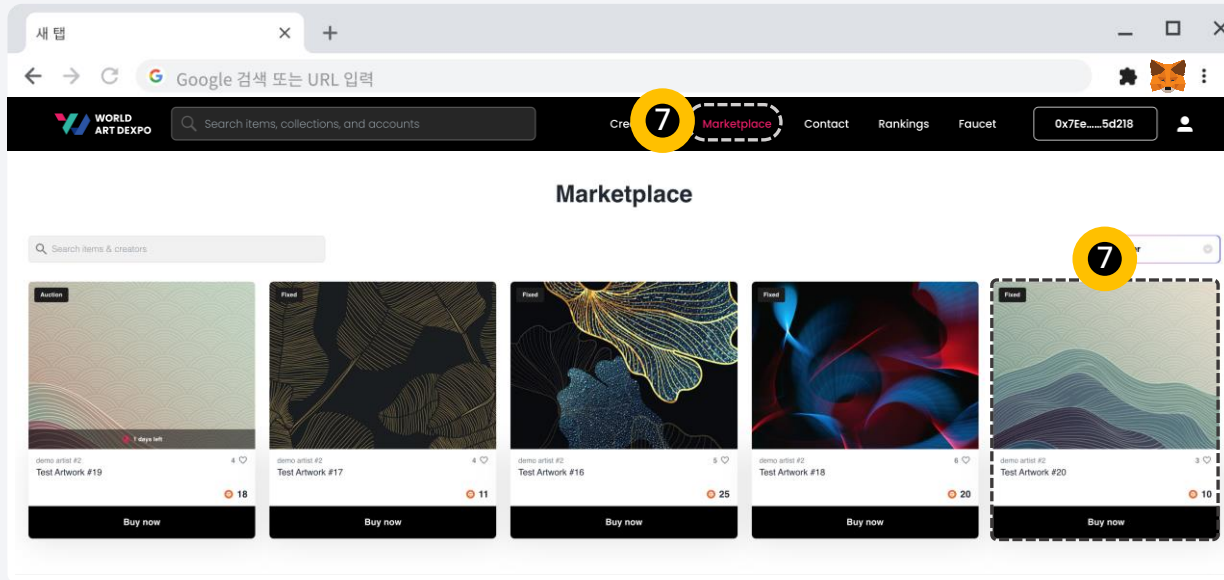 새 탭
Google 검색 또는 URL 입력
WORLD
ART DEXPO
Search items, collections, and accounts
7
Marketplace
Contact
Rankings
Faucet
0x7Ee......5d218
Marketplace
Search items & creators
7
Auction
1 days left
demo artist #2
4
Test Artwork #19
18
Buy now
Fixed
demo artist #2
4
Test Artwork #17
11
Buy now
Fixed
demo artist #2
5
Test Artwork #16
25
Buy now
Fixed
demo artist #2
6
Test Artwork #18
20
Buy now
Fixed
demo artist #2
3
Test Artwork #20
10
Buy now